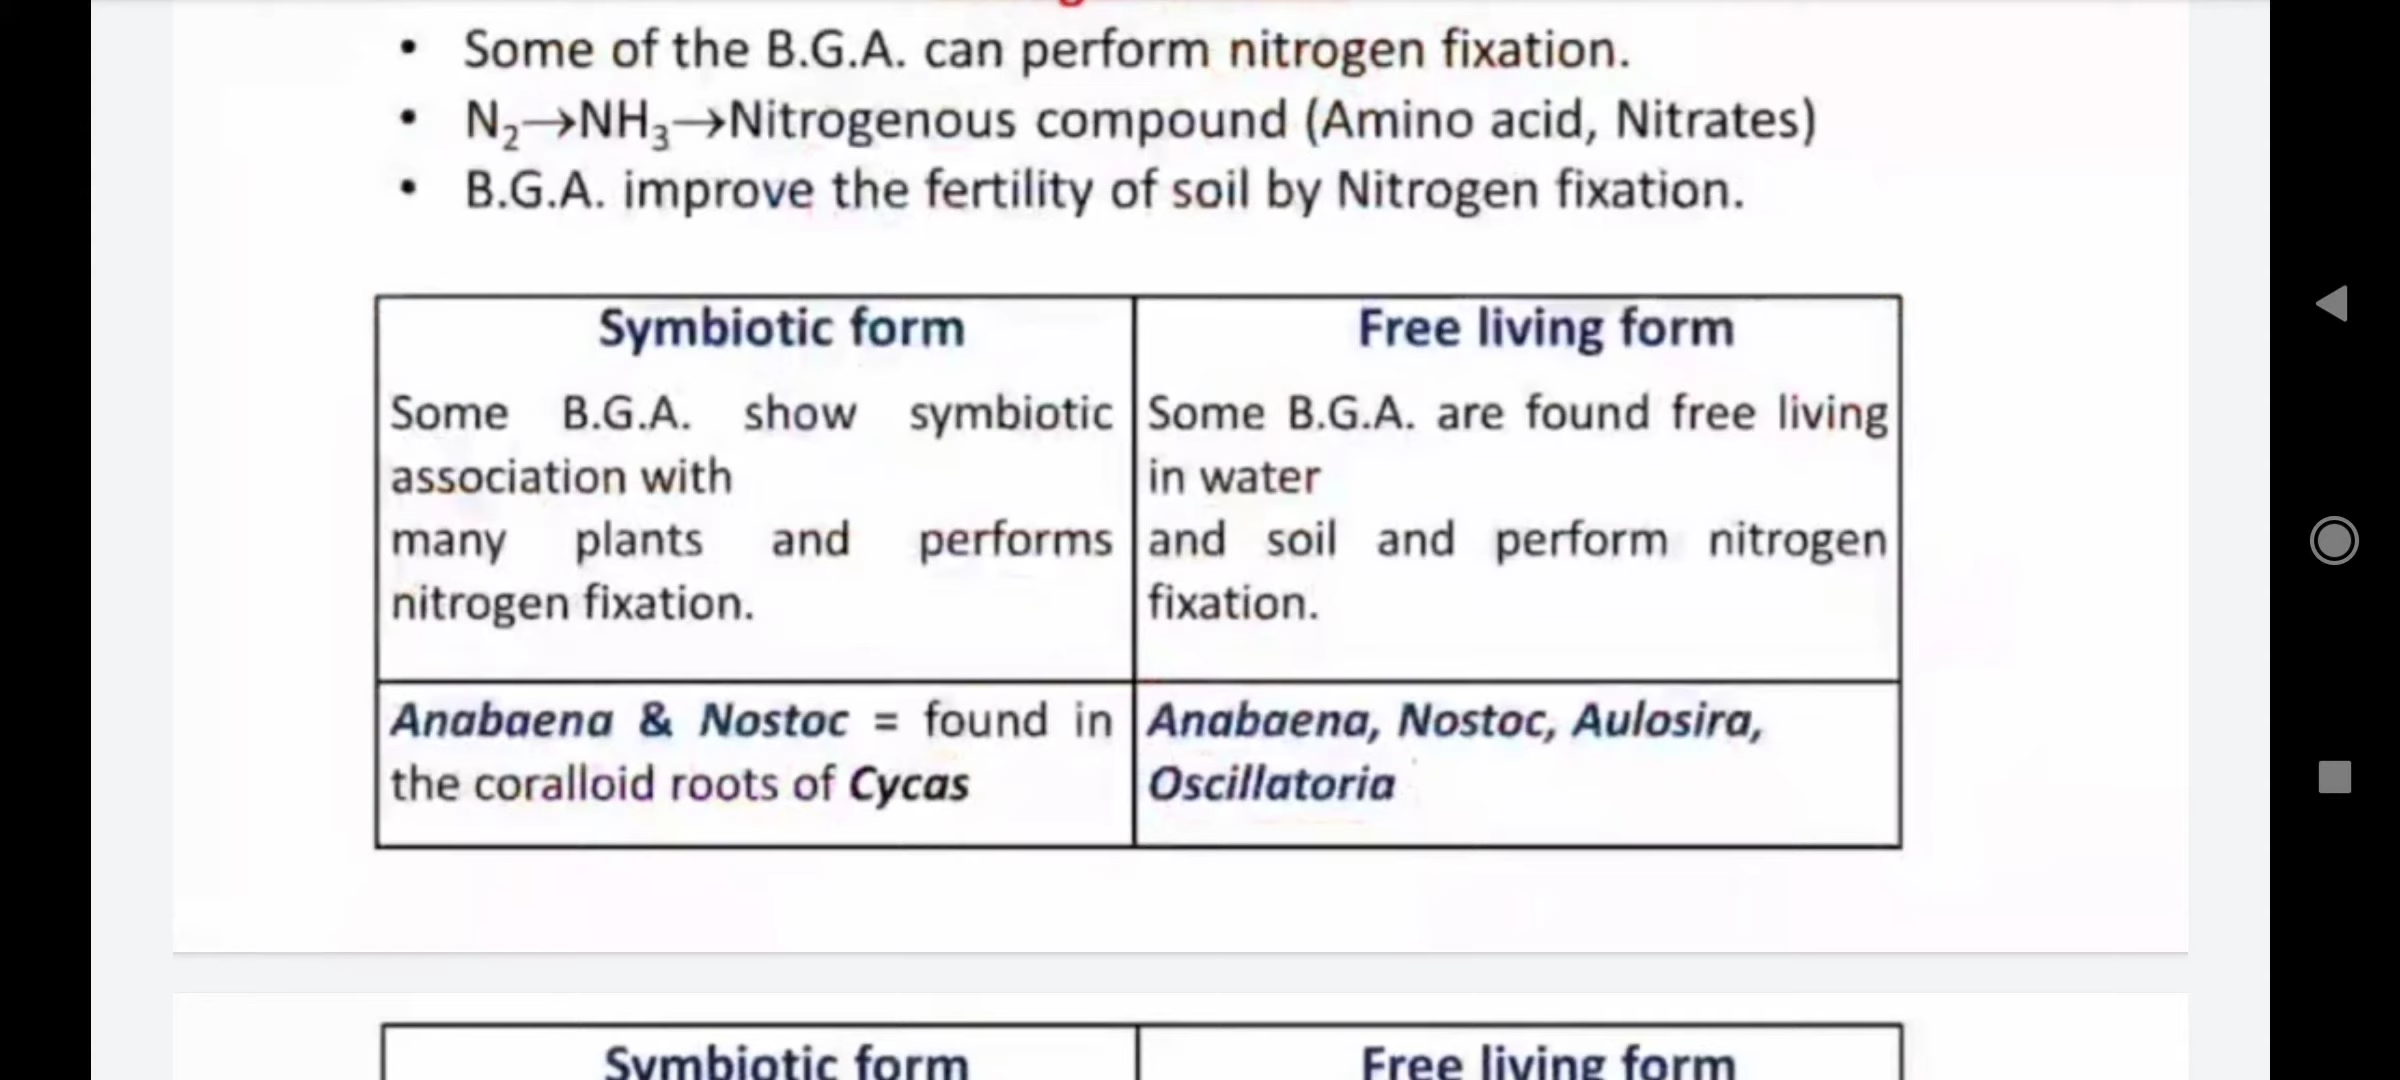 • Some of the B.G.A. can perform nitrogen fixation.
• N₂→NH₃→Nitrogenous compound (Amino acid, Nitrates)
• B.G.A. improve the fertility of soil by Nitrogen fixation.
Symbiotic form
Some B.G.A. show symbiotic
association with
many plants and performs
nitrogen fixation.
Free living form
Some B.G.A. are found free living
in water
and soil and perform nitrogen
fixation.
Anabaena & Nostoc = found in
the coralloid roots of Cycas
Anabaena, Nostoc, Aulosira,
Oscillatoria
Symbiotic form
Free living form